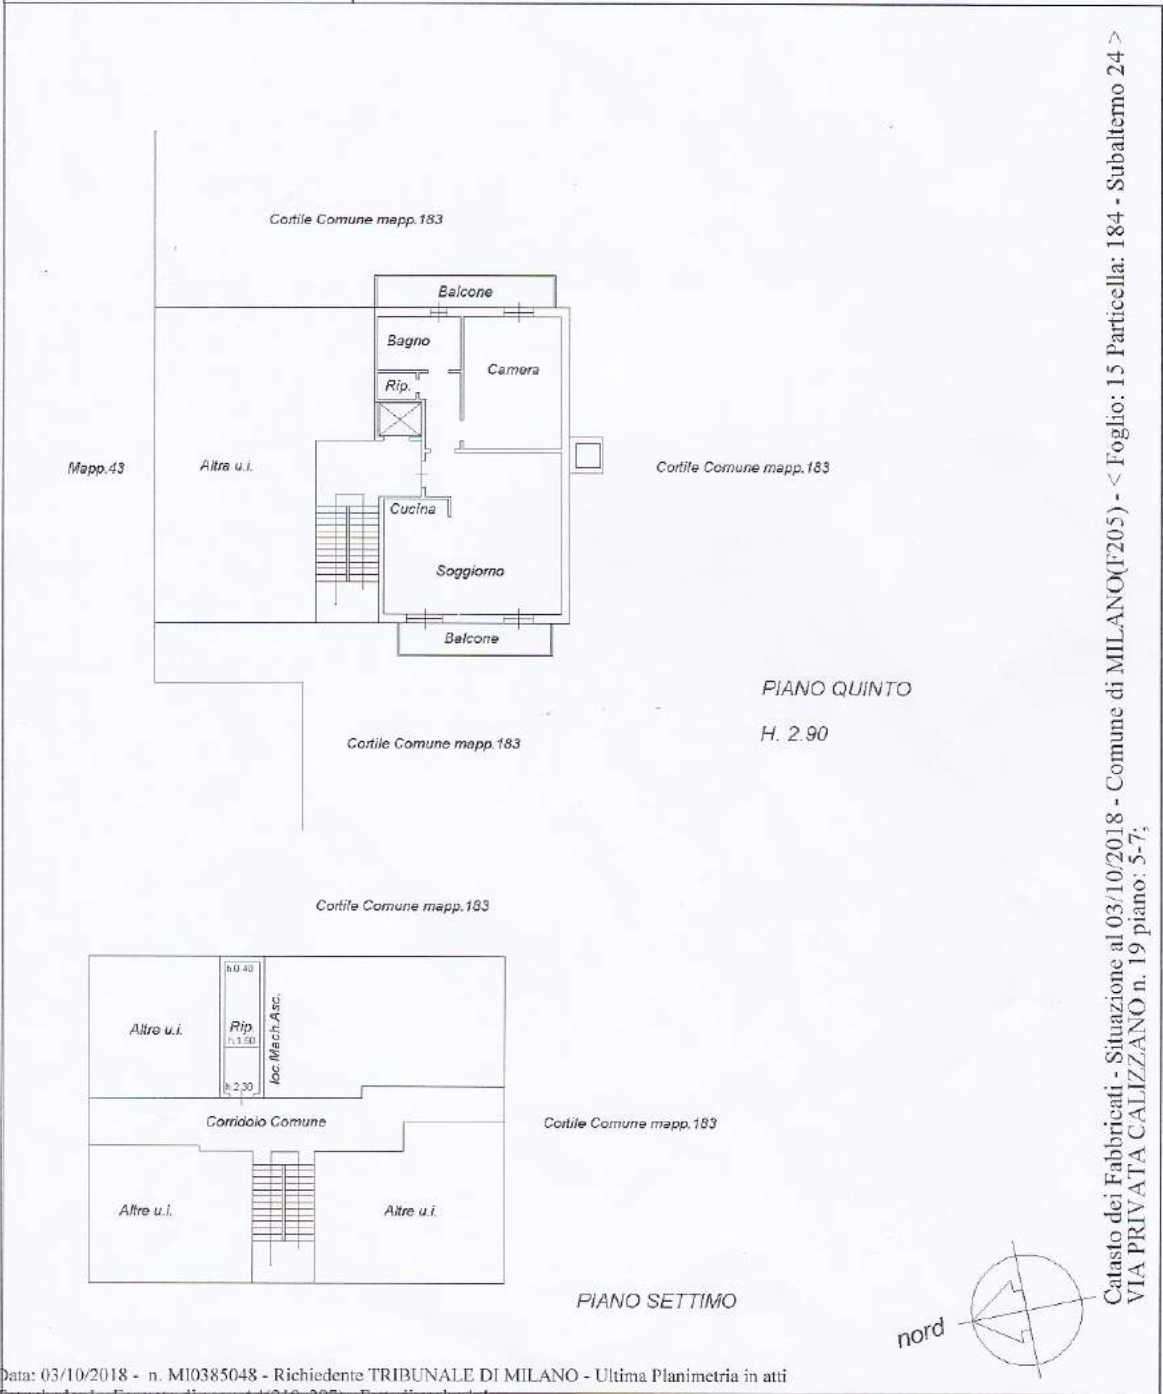 Cortile Comune mapp.183
Balcone
Bagno
Camera
Rip.
Mapp.43
Altra u.i.
Cortile Comune mapp.183
Cucina
Soggiorno
Balcone
PIANO QUINTO
H. 2.90
Cortile Comune mapp.183
Cortile Comune mapp.183
h.0.40
Altre u.i.
Rip.
h.1.50
loc.Mach.Asc.
h.2.30
Corridoio Comune
Cortile Comune mapp.183
Altre u.i.
Altre u.i.
PIANO SETTIMO
nord
Catasto dei Fabbricati - Situazione al 03/10/2018 - Comune di MILANO(F205) - < Foglio: 15 Particella: 184 - Subalterno 24 >
VIA PRIVATA CALIZZANO n. 19 piano: 5-7;
Data: 03/10/2018 - n. MI0385048 - Richiedente TRIBUNALE DI MILANO - Ultima Planimetria in atti